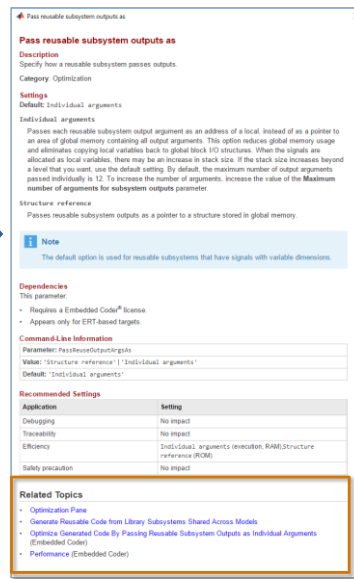 Pass reusable subsystem outputs as
Pass reusable subsystem outputs as
Description
Specify how a reusable subsystem passes outputs.
Category: Optimization
Settings
Default: Individual arguments
Individual arguments
Passes each reusable subsystem output argument as an address of a local, instead of as a pointer to
an area of global memory containing all output arguments. This option reduces global memory usage
and eliminates copying local variables back to global block I/O structures. When the signals are
allocated as local variables, there may be an increase in stack size. If the stack size increases beyond
a level that you want, use the default setting. By default, the maximum number of output arguments
passed individually is 12. To increase the number of arguments, increase the value of the Maximum
number of arguments for subsystem outputs parameter.
Structure reference
Passes reusable subsystem outputs as a pointer to a structure stored in global memory.
i Note
The default option is used for reusable subsystems that have signals with variable dimensions.
Dependencies
This parameter:
• Requires a Embedded Coder® license.
• Appears only for ERT-based targets.
Command-Line Information
Parameter: PassReuseOutputArgsAs
Value: 'Structure reference' | 'Individual arguments'
Default: 'Individual arguments'
Recommended Settings
Application Setting
Debugging No impact
Traceability No impact
Efficiency Individual arguments (execution, RAM),Structure
reference (ROM)
Safety precaution No impact
Related Topics
• Optimization Pane
• Generate Reusable Code from Library Subsystems Shared Across Models
• Optimize Generated Code By Passing Reusable Subsystem Outputs as Individual Arguments
(Embedded Coder)
• Performance (Embedded Coder)